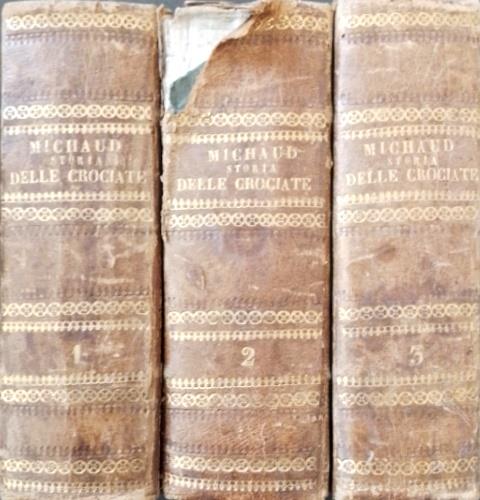 MICHAUD
STORIA
DELLE CROCIATE
1
MICHAUD
STORIA
DELLE CROCIATE
2
MICHAUD
STORIA
DELLE CROCIATE
3